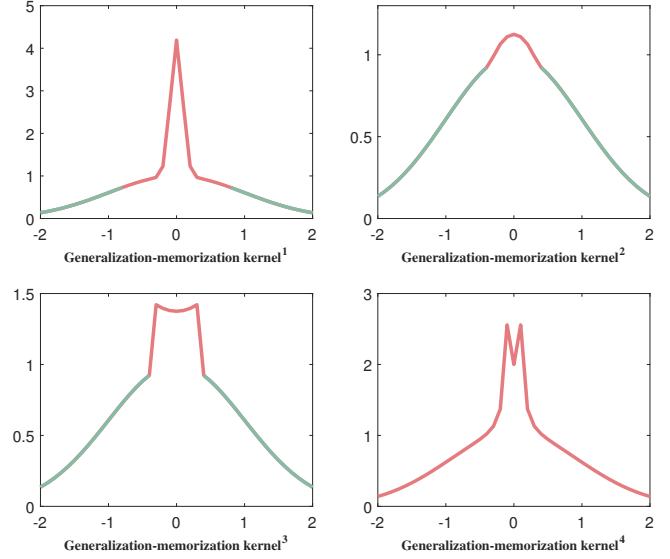 5
4
3
2
1
0
-2 -1 0 1 2
Generalization-memorization kernel¹
1
0.5
0
-2 -1 0 1 2
Generalization-memorization kernel²
1.5
1
0.5
0
-2 -1 0 1 2
Generalization-memorization kernel³
3
2
1
0
-2 -1 0 1 2
Generalization-memorization kernel⁴